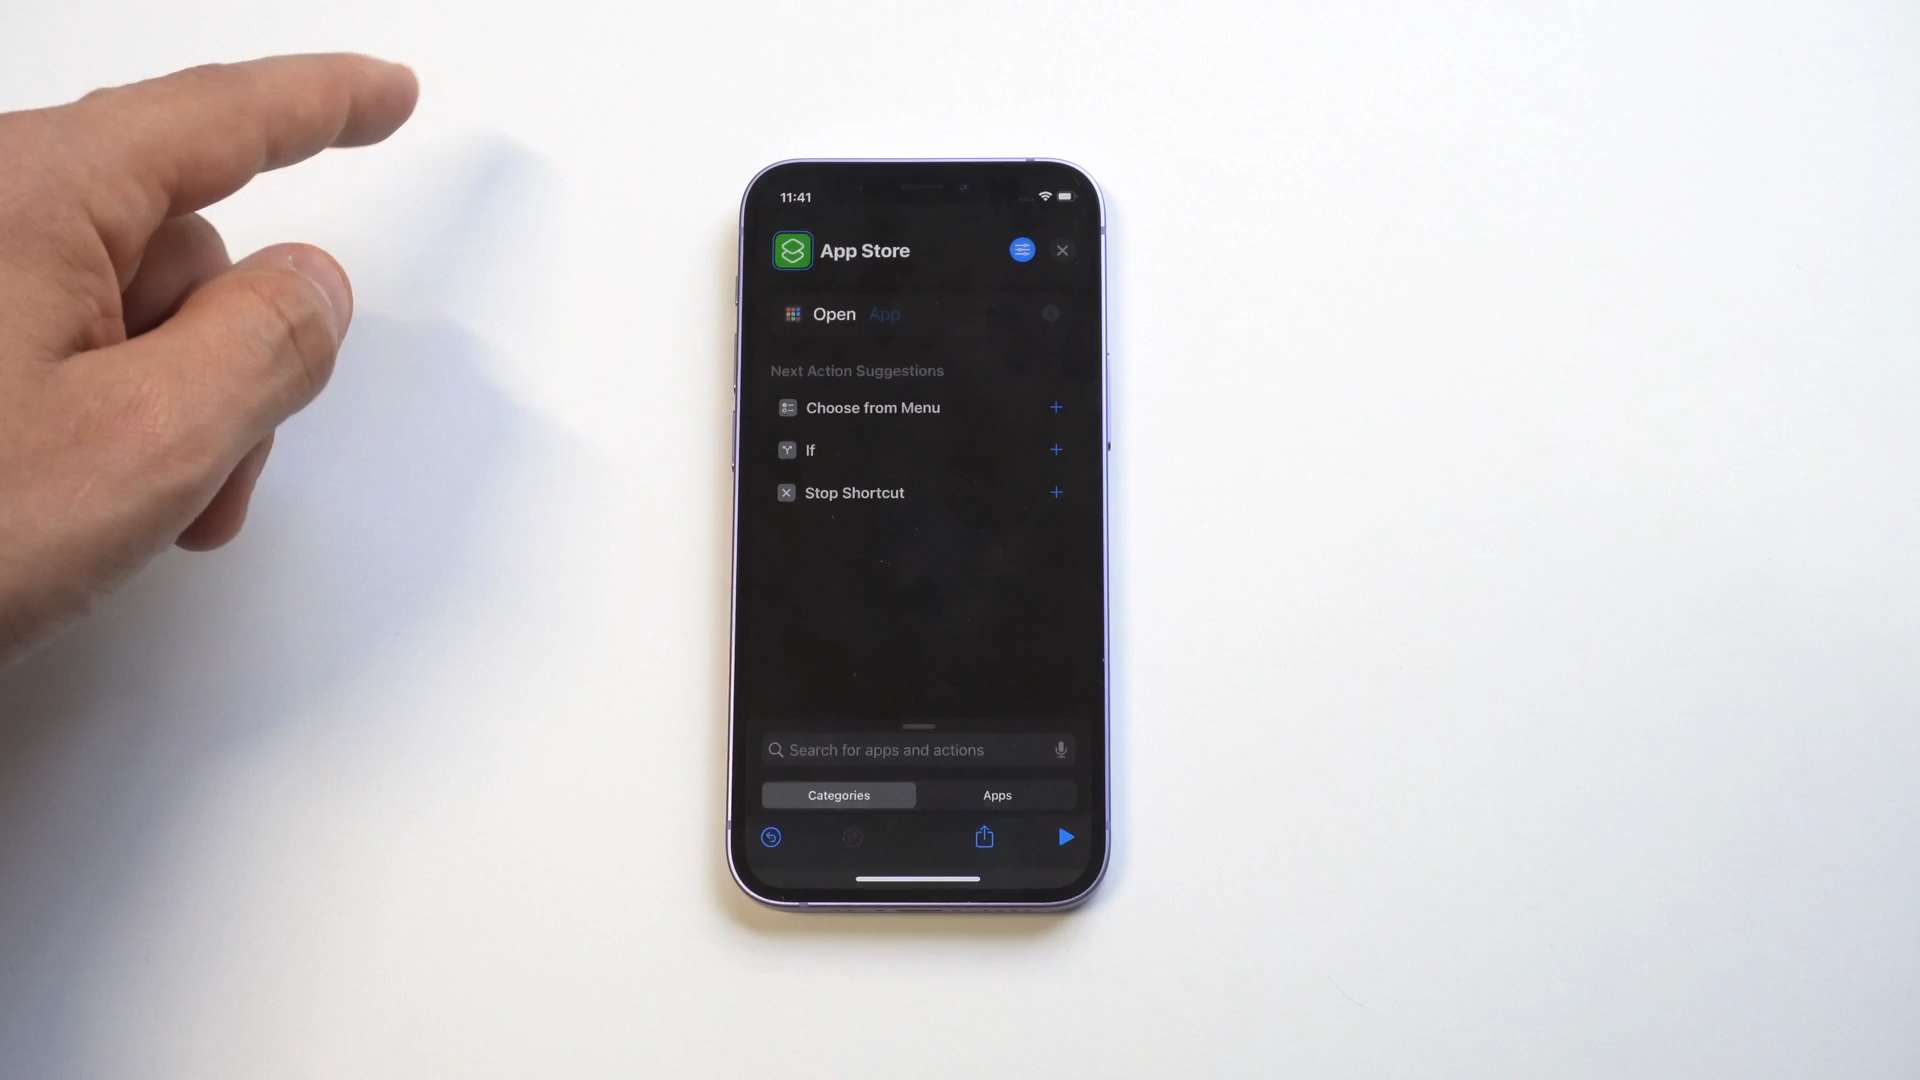 11:41
App Store
Open App
Next Action Suggestions
Choose from Menu
If
Stop Shortcut
Search for apps and actions
Categories Apps